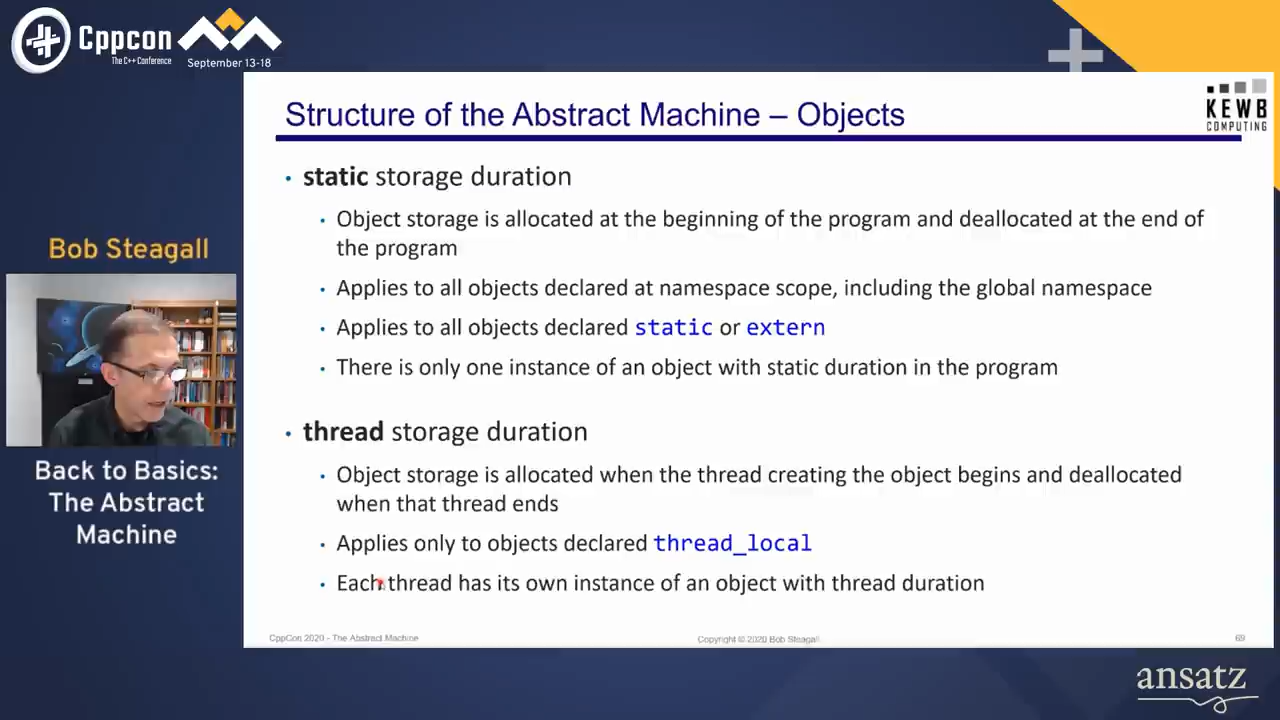 Cppcon
The C++ Conference
September 13-18
Structure of the Abstract Machine – Objects
KEWB
COMPUTING
• static storage duration
• Object storage is allocated at the beginning of the program and deallocated at the end of
the program
• Applies to all objects declared at namespace scope, including the global namespace
• Applies to all objects declared static or extern
• There is only one instance of an object with static duration in the program
• thread storage duration
• Object storage is allocated when the thread creating the object begins and deallocated
when that thread ends
• Applies only to objects declared thread_local
• Each thread has its own instance of an object with thread duration
CppCon 2020 - The Abstract Machine
Copyright © 2020 Bob Steagall
69
Bob Steagall
Back to Basics:
The Abstract
Machine
ansatz